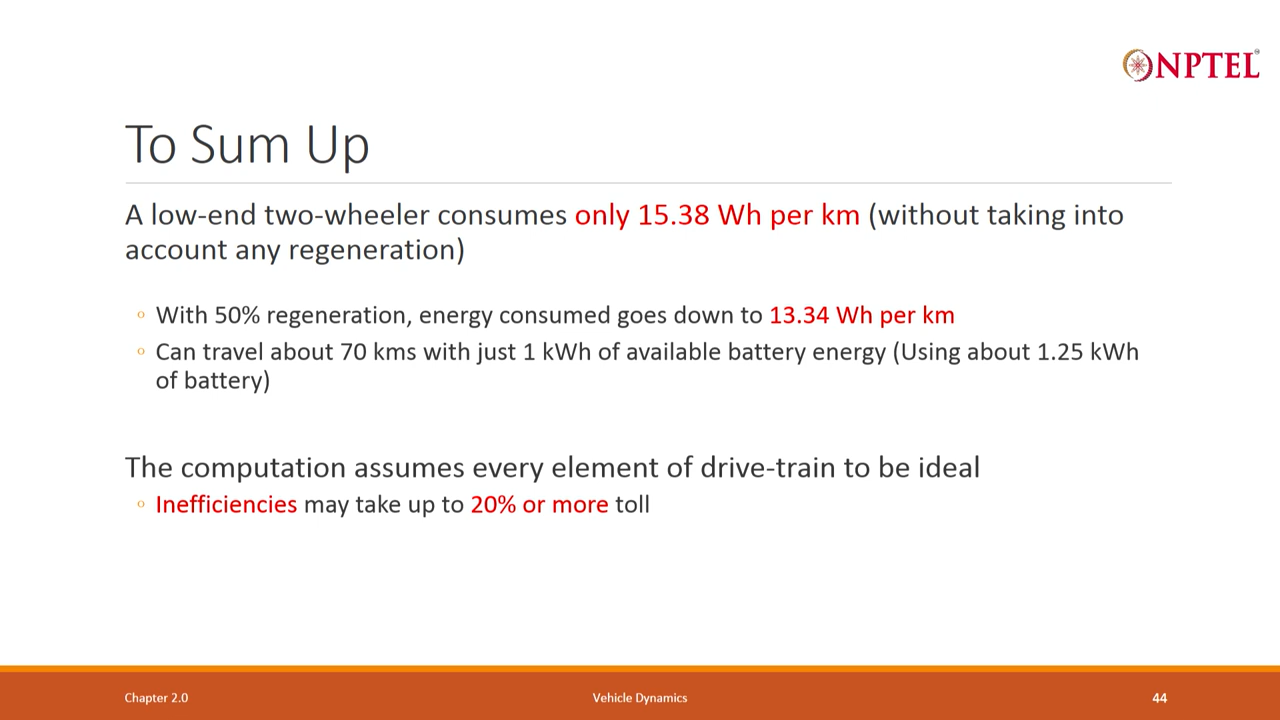 NPTEL
To Sum Up
A low-end two-wheeler consumes only 15.38 Wh per km (without taking into
account any regeneration)
◦ With 50% regeneration, energy consumed goes down to 13.34 Wh per km
◦ Can travel about 70 kms with just 1 kWh of available battery energy (Using about 1.25 kWh
of battery)
The computation assumes every element of drive-train to be ideal
◦ Inefficiencies may take up to 20% or more toll
Chapter 2.0 Vehicle Dynamics 44